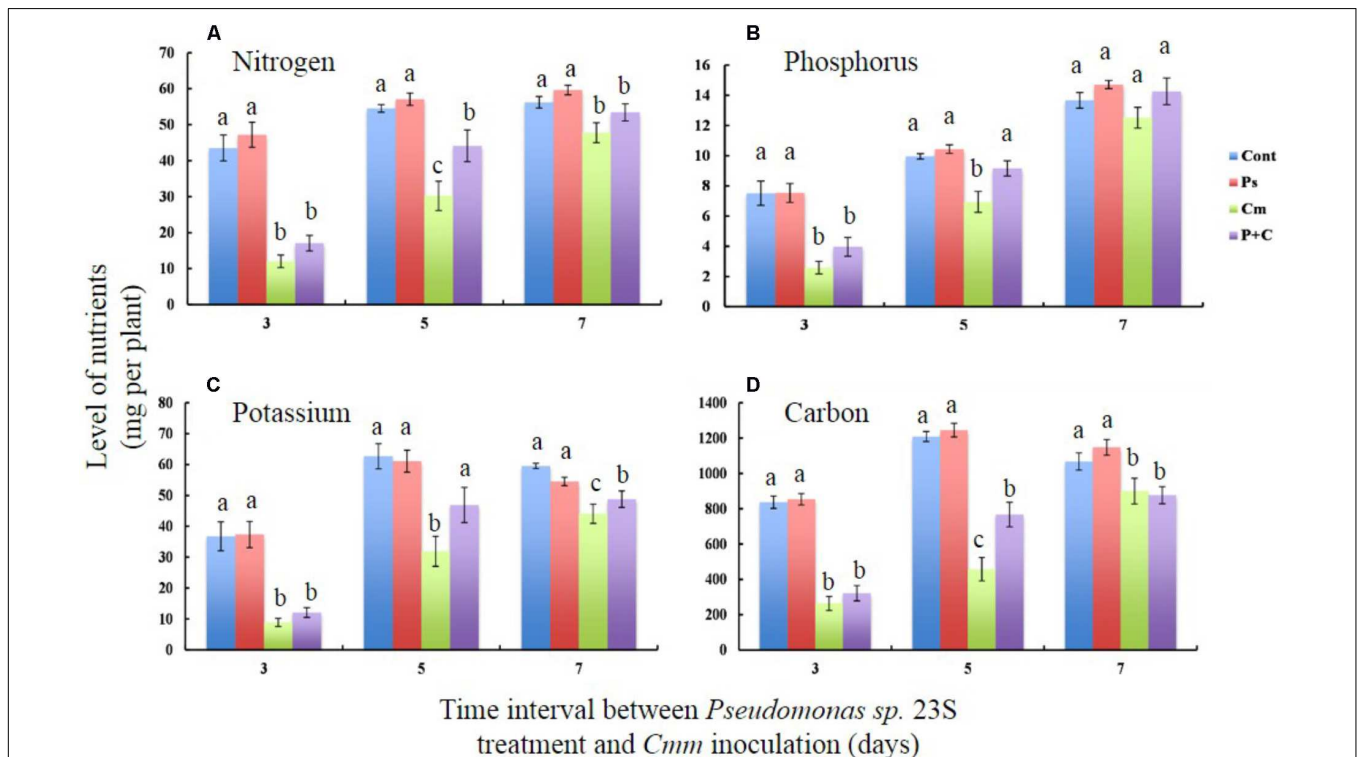 A
Nitrogen
70
60
50
40
30
20
10
0
a a b b
a a c b
a a b b
3 5 7
B
Phosphorus
16
14
12
10
8
6
4
2
0
a a b b
a a b a
a a a a
3 5 7
Cont
Ps
Cm
P+C
Level of nutrients
(mg per plant)
C
Potassium
80
70
60
50
40
30
20
10
0
a a b b
a a b a
a a c b
3 5 7
D
Carbon
1400
1200
1000
800
600
400
200
0
a a b b
a a c b
a a b b
3 5 7
Time interval between Pseudomonas sp. 23S
treatment and Cmm inoculation (days)